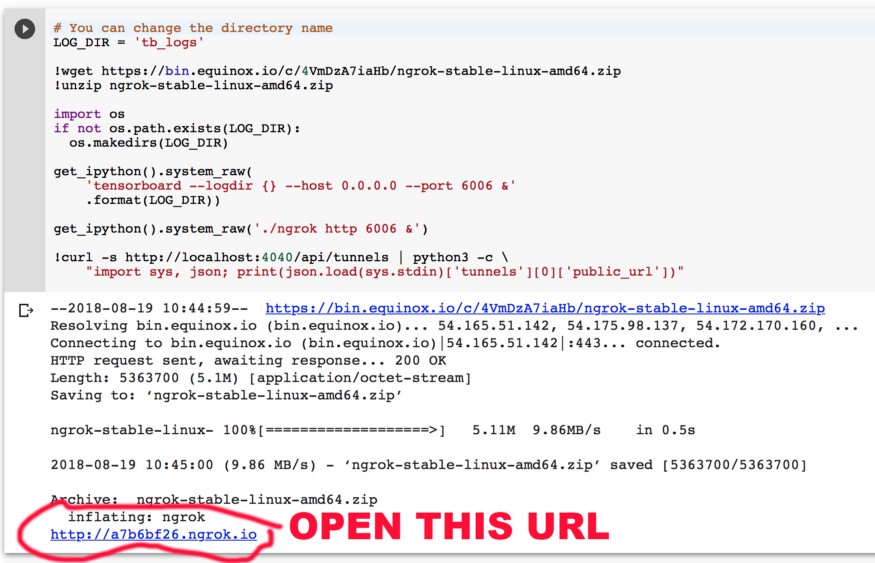 # You can change the directory name
LOG_DIR = 'tb_logs'
!wget https://bin.equinox.io/c/4VmDzA7iaHb/ngrok-stable-linux-amd64.zip
!unzip ngrok-stable-linux-amd64.zip
import os
if not os.path.exists(LOG_DIR):
  os.makedirs(LOG_DIR)
get_ipython().system_raw(
    'tensorboard --logdir {} --host 0.0.0.0 --port 6006 &'
    .format(LOG_DIR))
get_ipython().system_raw('./ngrok http 6006 &')
!curl -s http://localhost:4040/api/tunnels | python3 -c \
    "import sys, json; print(json.load(sys.stdin)['tunnels'][0]['public_url'])"
--2018-08-19 10:44:59--  https://bin.equinox.io/c/4VmDzA7iaHb/ngrok-stable-linux-amd64.zip
Resolving bin.equinox.io (bin.equinox.io)... 54.165.51.142, 54.175.98.137, 54.172.170.160, ...
Connecting to bin.equinox.io (bin.equinox.io)|54.165.51.142|:443... connected.
HTTP request sent, awaiting response... 200 OK
Length: 5363700 (5.1M) [application/octet-stream]
Saving to: ‘ngrok-stable-linux-amd64.zip’
ngrok-stable-linux- 100%[===================>]   5.11M  9.86MB/s    in 0.5s
2018-08-19 10:45:00 (9.86 MB/s) - ‘ngrok-stable-linux-amd64.zip’ saved [5363700/5363700]
Archive:  ngrok-stable-linux-amd64.zip
  inflating: ngrok
http://a7b6bf26.ngrok.io OPEN THIS URL